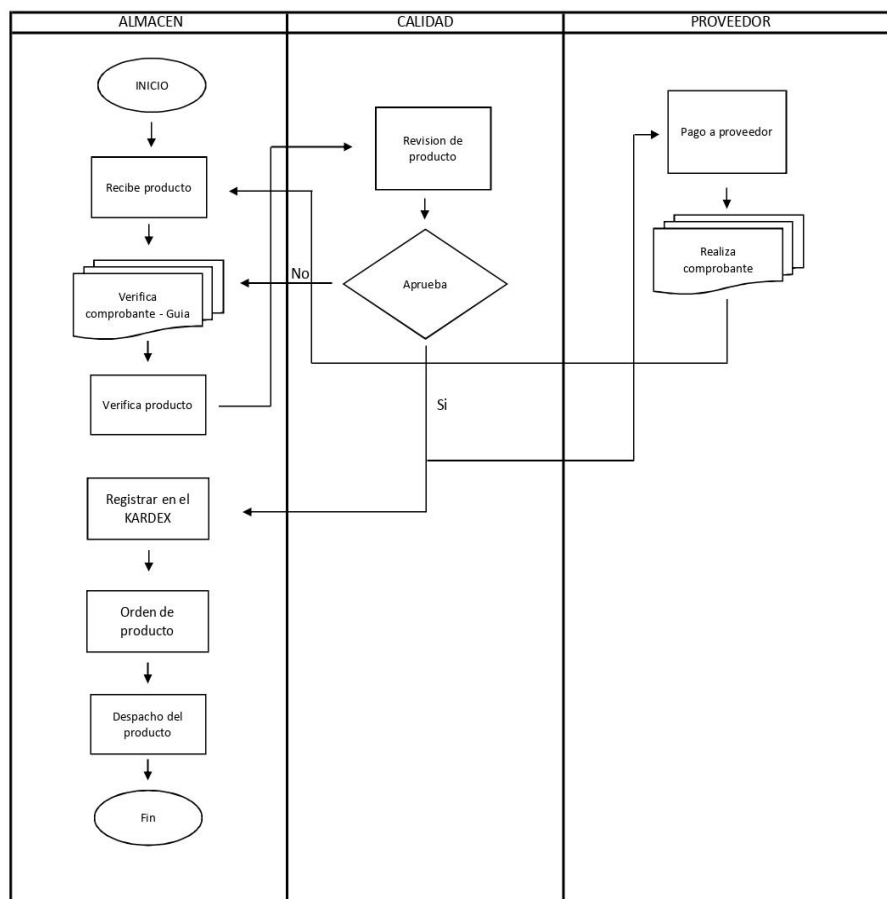 ALMACEN
CALIDAD
PROVEEDOR
INICIO
Recibe producto
Verifica
comprobante - Guia
Verifica producto
Registrar en el
KARDEX
Orden de
producto
Despacho del
producto
Fin
Revision de
producto
Aprueba
No
Si
Pago a proveedor
Realiza
comprobante